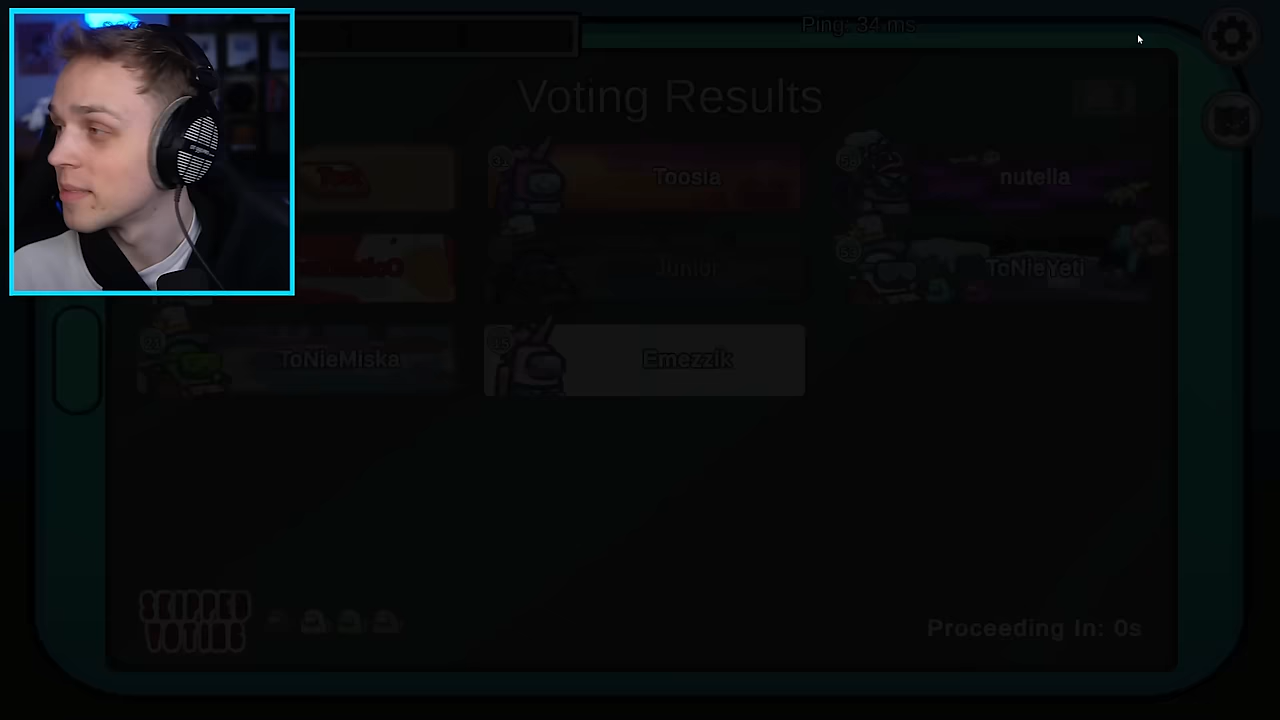 Ping: 34 ms
Voting Results
Toosia
nutella
Junior
ToNieYeti
ToNieMiska
Emezzik
SKIPPED
VOTING
Proceeding In: 0s